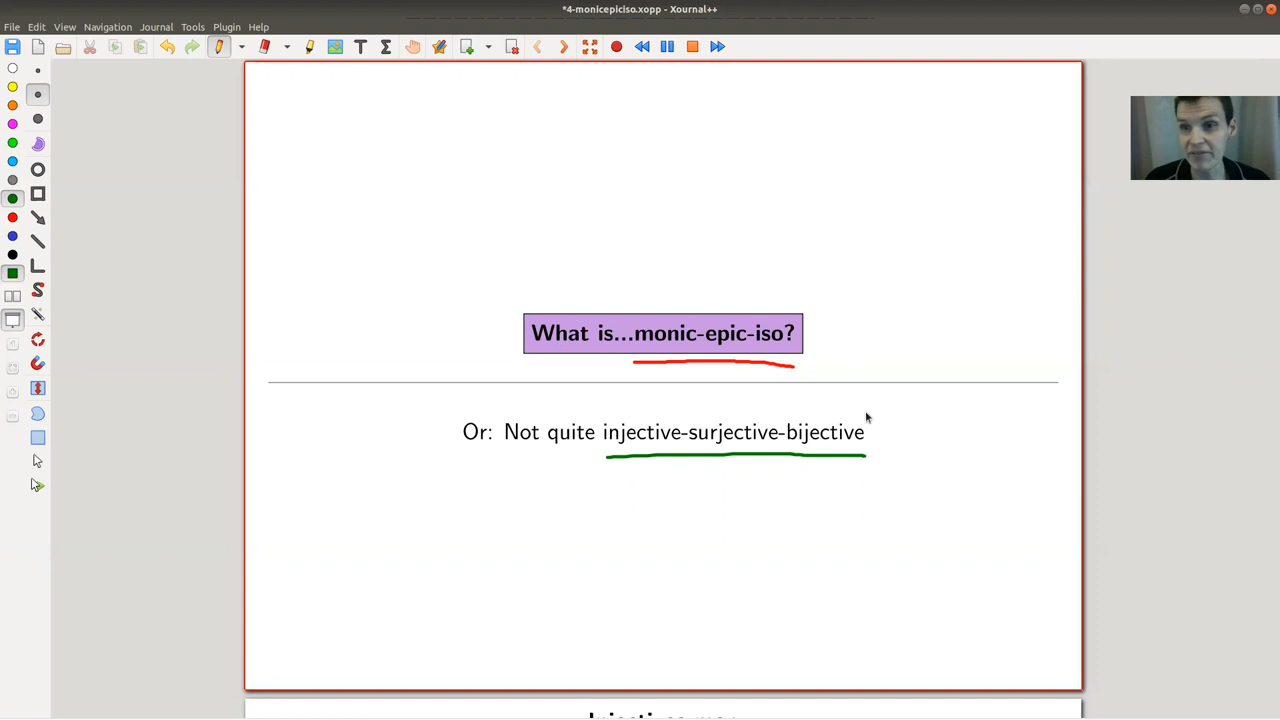 *4-monicepiciso.xopp - Xournal++
File Edit View Navigation Journal Tools Plugin Help
What is...monic-epic-iso?
Or: Not quite injective-surjective-bijective